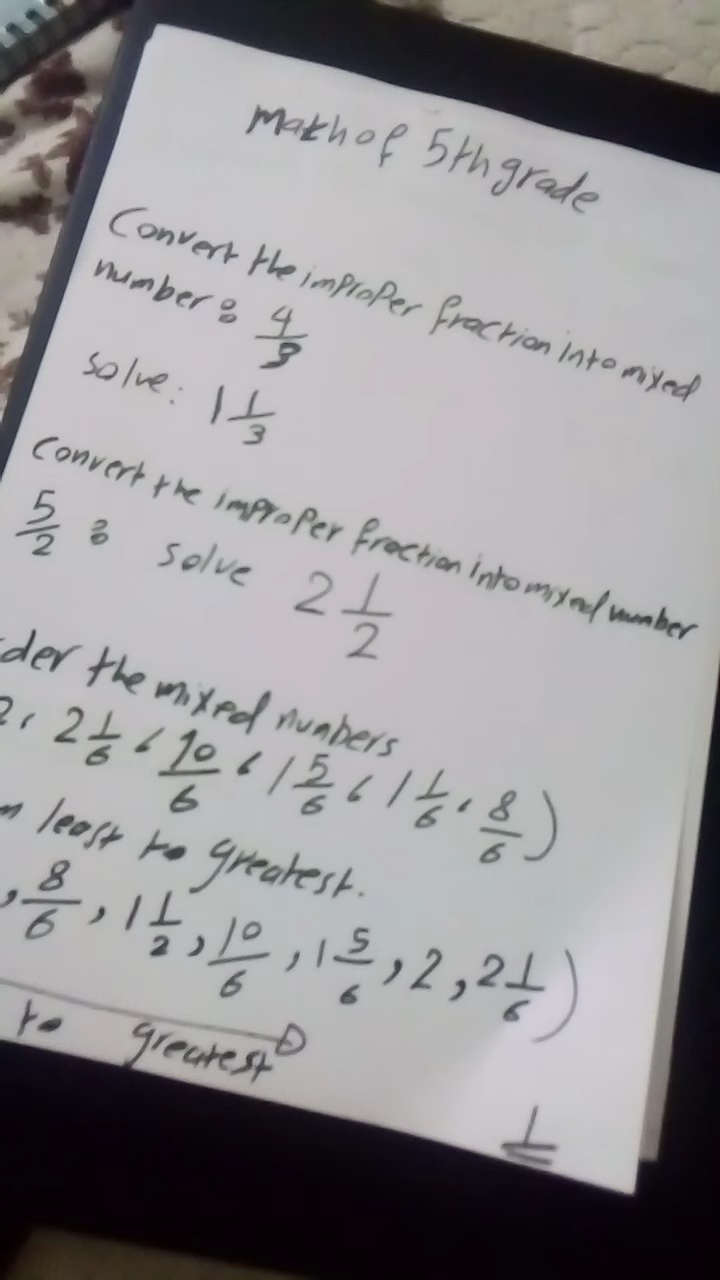 math of 5th grade
Convert the improper fraction into mixed
number: 4/3
solve: 1 1/3
Convert the improper fraction into mixed number
5/2 : solve 2 1/2
the mixed numbers
2, 2 1/6, 10/6, 1 5/6, 1 1/6, 8/6)
least to greatest.
, 8/6, 1 1/2, 10/6, 1 5/6, 2, 2 1/6)
to greatest
1